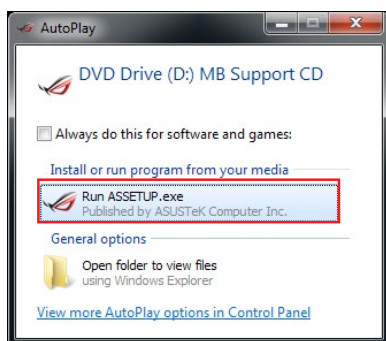 AutoPlay
DVD Drive (D:) MB Support CD
Always do this for software and games:
Install or run program from your media
Run ASSETUP.exe
Published by ASUSTeK Computer Inc.
General options
Open folder to view files
using Windows Explorer
View more AutoPlay options in Control Panel